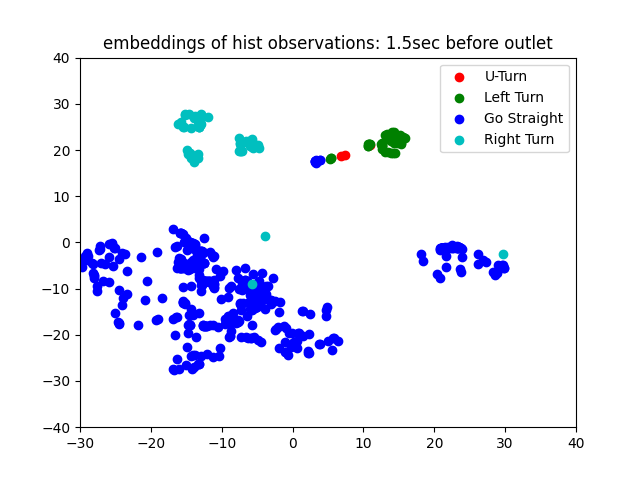 embeddings of hist observations: 1.5sec before outlet
U-Turn
Left Turn
Go Straight
Right Turn
40
30
20
10
0
−10
−20
−30
−40
−30 −20 −10 0 10 20 30 40